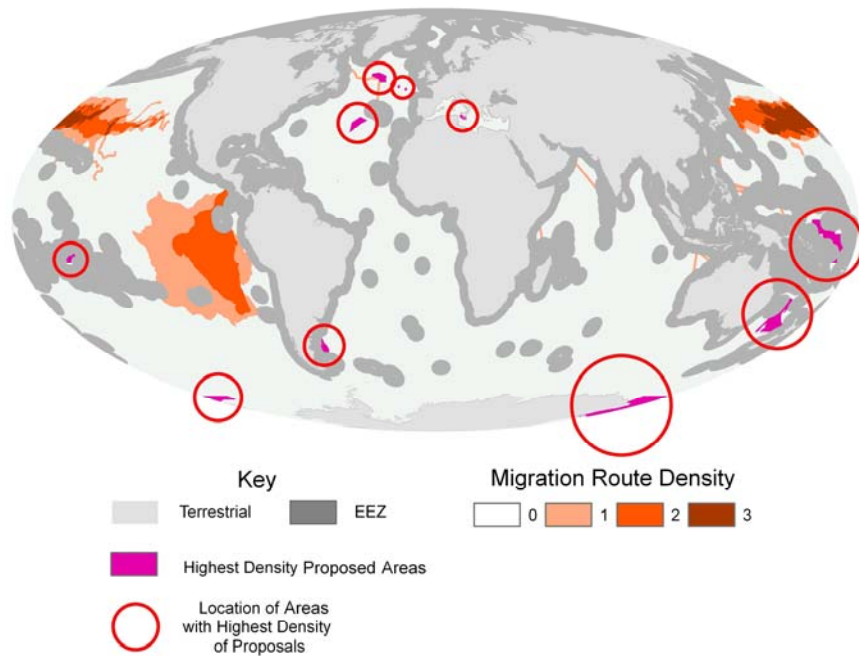 Key
Terrestrial
EEZ
Highest Density Proposed Areas
Location of Areas
with Highest Density
of Proposals
Migration Route Density
0
1
2
3